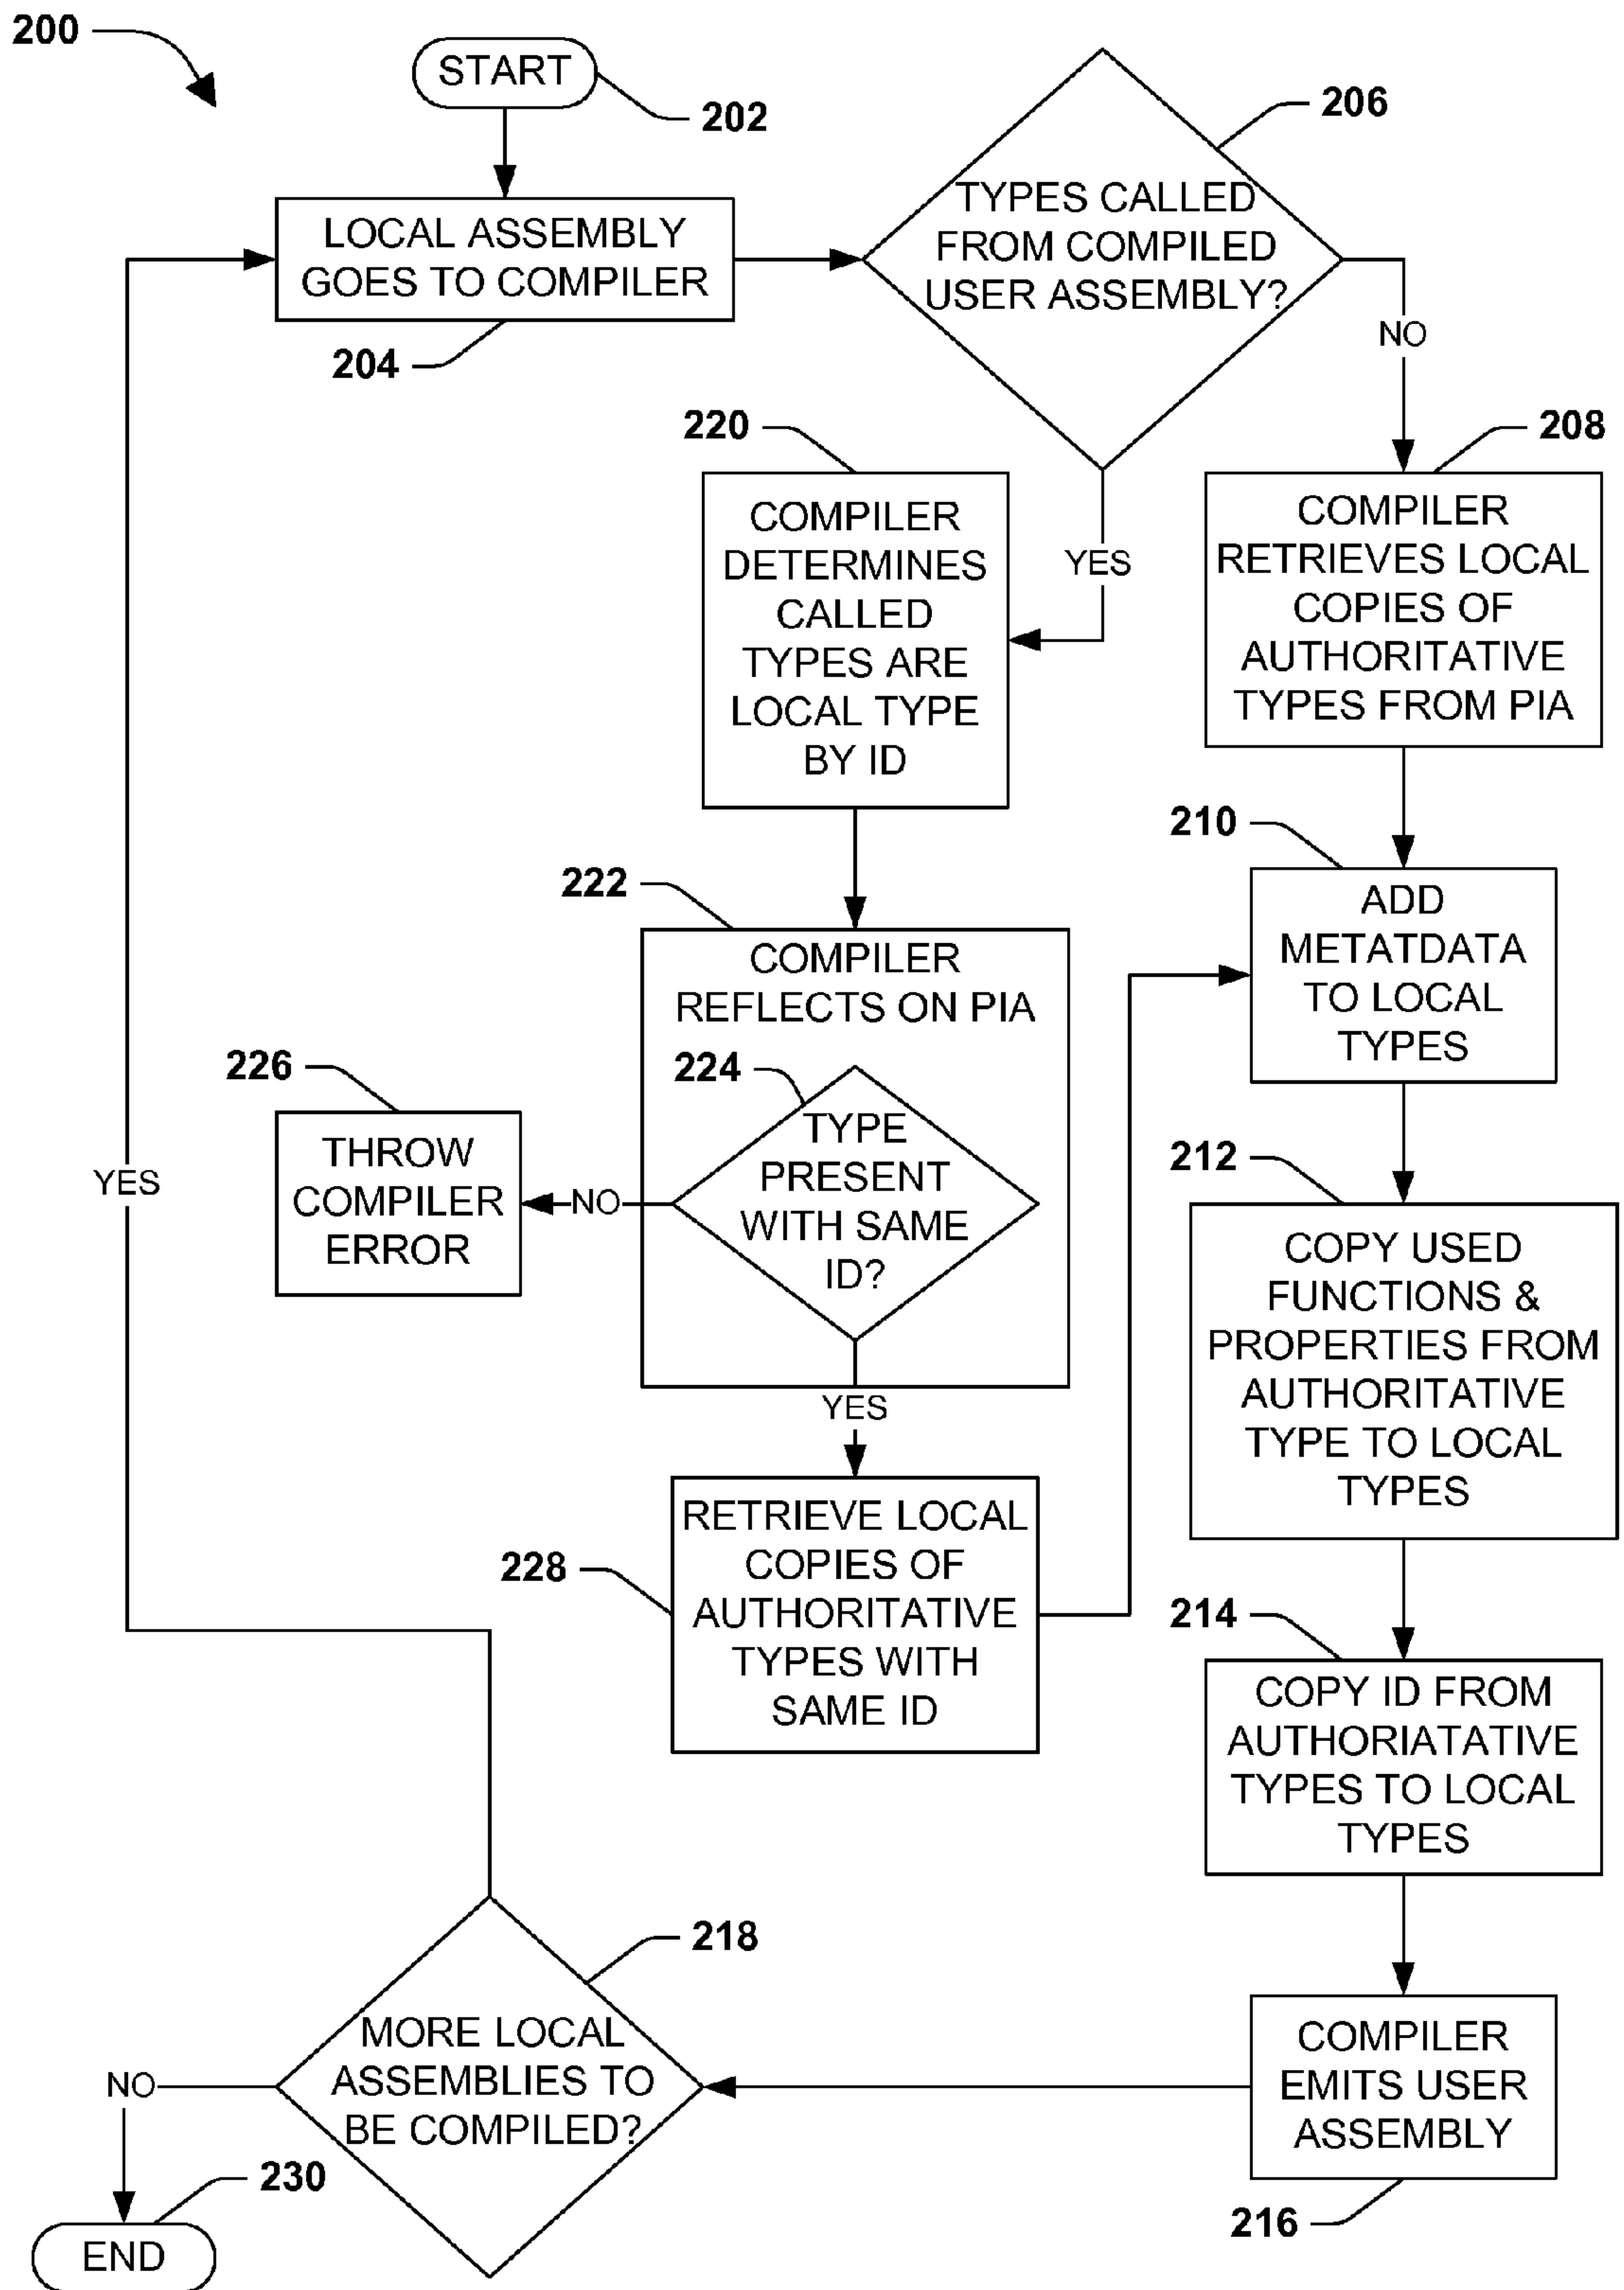 200
START
202
LOCAL ASSEMBLY
GOES TO COMPILER
204
206
TYPES CALLED
FROM COMPILED
USER ASSEMBLY?
NO
YES
208
COMPILER
RETRIEVES LOCAL
COPIES OF
AUTHORITATIVE
TYPES FROM PIA
210
ADD
METATDATA
TO LOCAL
TYPES
212
COPY USED
FUNCTIONS &
PROPERTIES FROM
AUTHORITATIVE
TYPE TO LOCAL
TYPES
214
COPY ID FROM
AUTHORIATATIVE
TYPES TO LOCAL
TYPES
COMPILER
EMITS USER
ASSEMBLY
216
218
MORE LOCAL
ASSEMBLIES TO
BE COMPILED?
YES
NO
220
COMPILER
DETERMINES
CALLED
TYPES ARE
LOCAL TYPE
BY ID
222
COMPILER
REFLECTS ON PIA
224
TYPE
PRESENT
WITH SAME
ID?
NO
226
THROW
COMPILER
ERROR
YES
228
RETRIEVE LOCAL
COPIES OF
AUTHORITATIVE
TYPES WITH
SAME ID
230
END